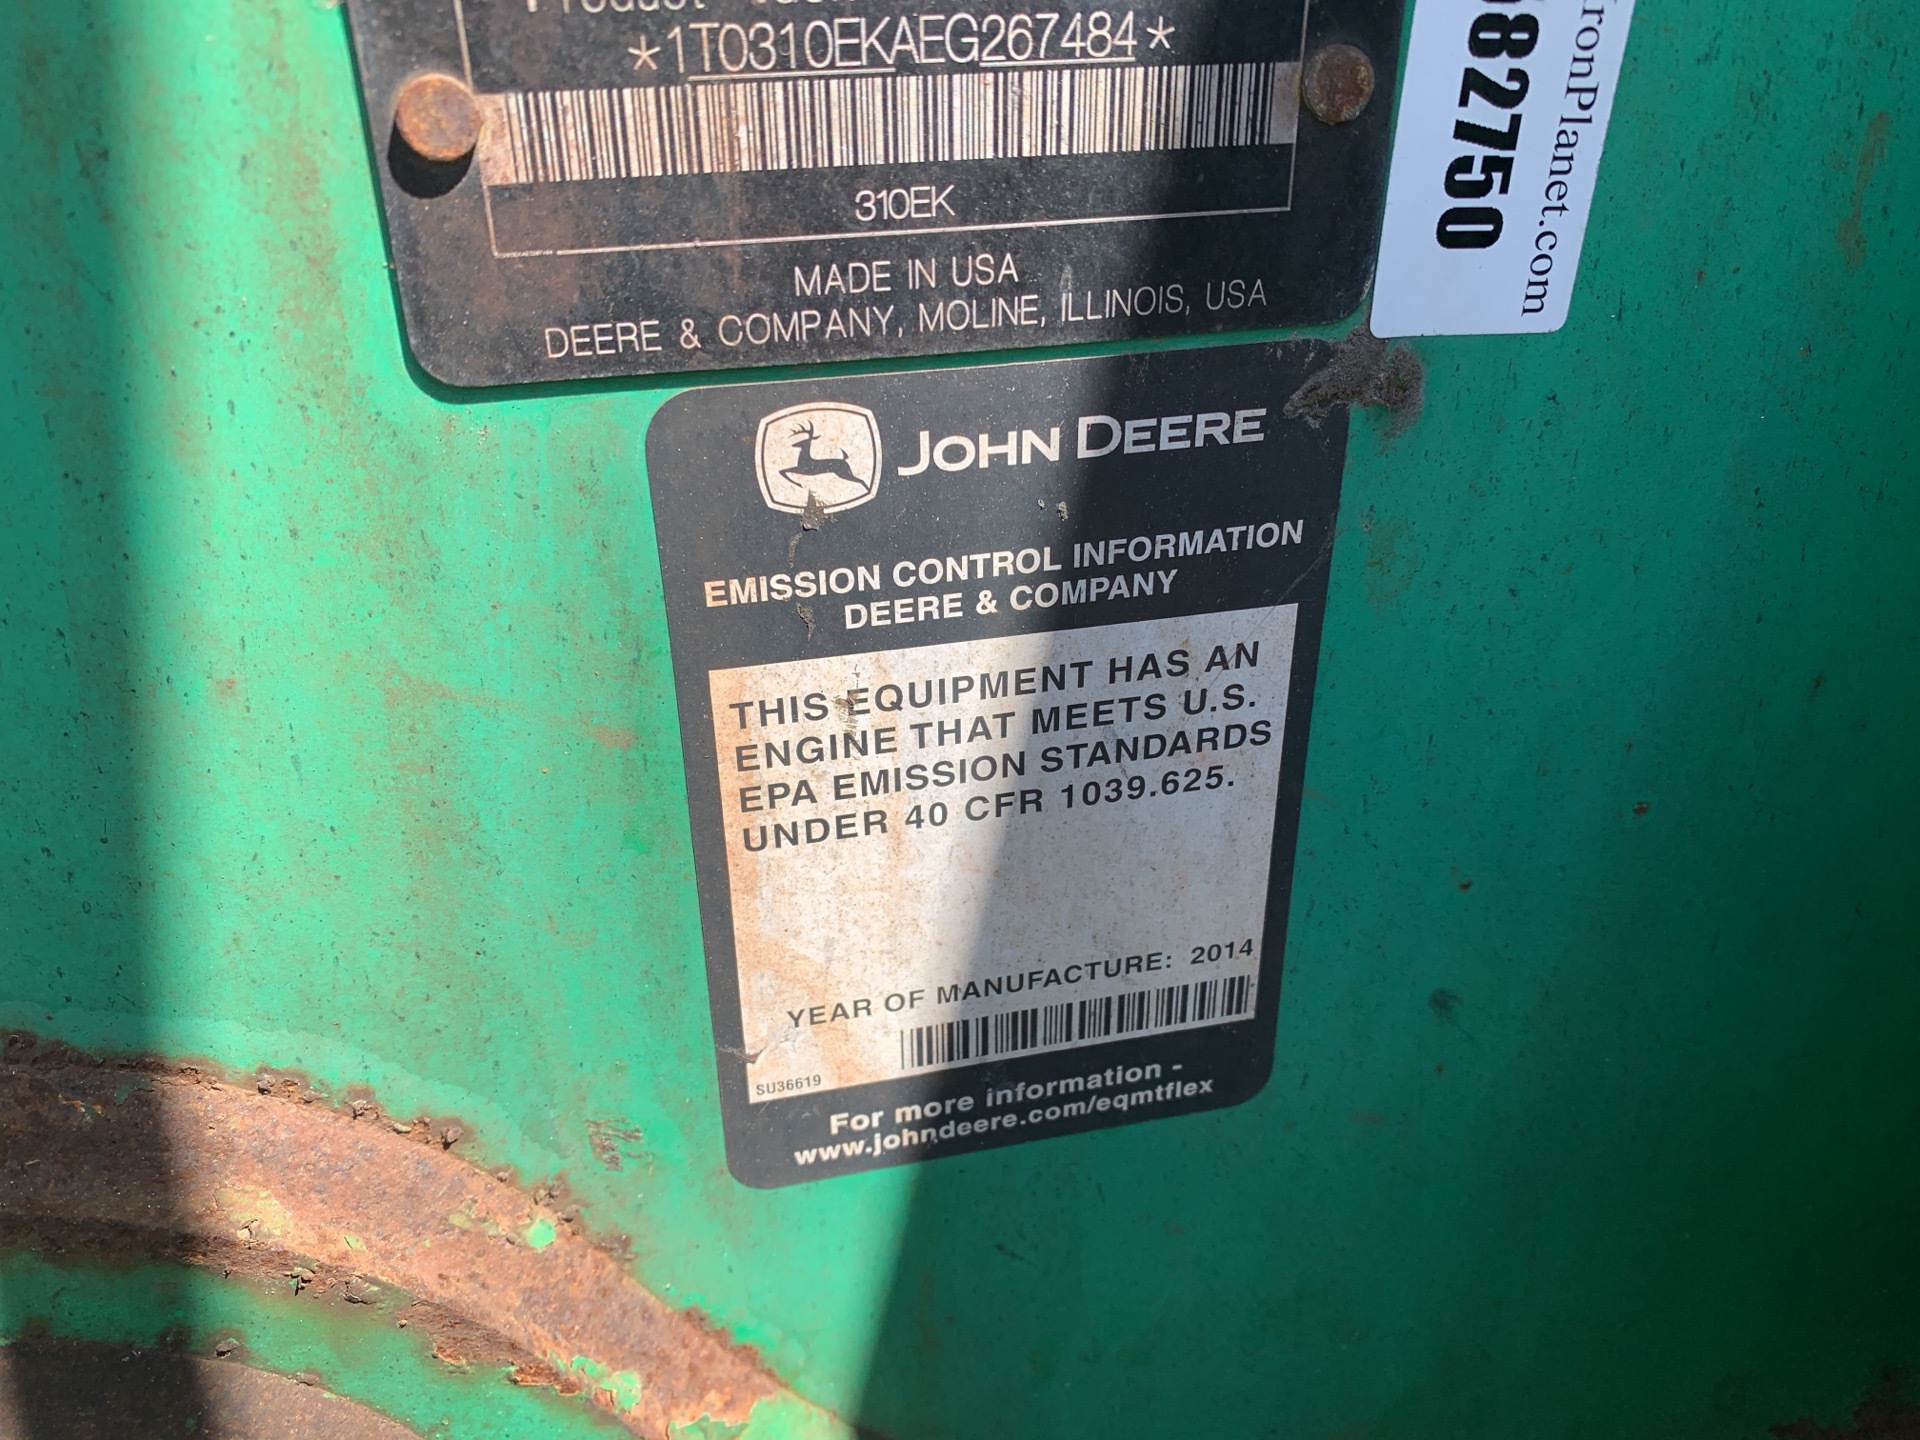 *1T0310EKAEG267484*
310EK
MADE IN USA
DEERE & COMPANY, MOLINE, ILLINOIS, USA
82750
ronPlanet.com
JOHN DEERE
EMISSION CONTROL INFORMATION
DEERE & COMPANY
THIS EQUIPMENT HAS AN
ENGINE THAT MEETS U.S.
EPA EMISSION STANDARDS
UNDER 40 CFR 1039.625.
YEAR OF MANUFACTURE: 2014
SU36619
For more information -
www.johndeere.com/eqmtflex